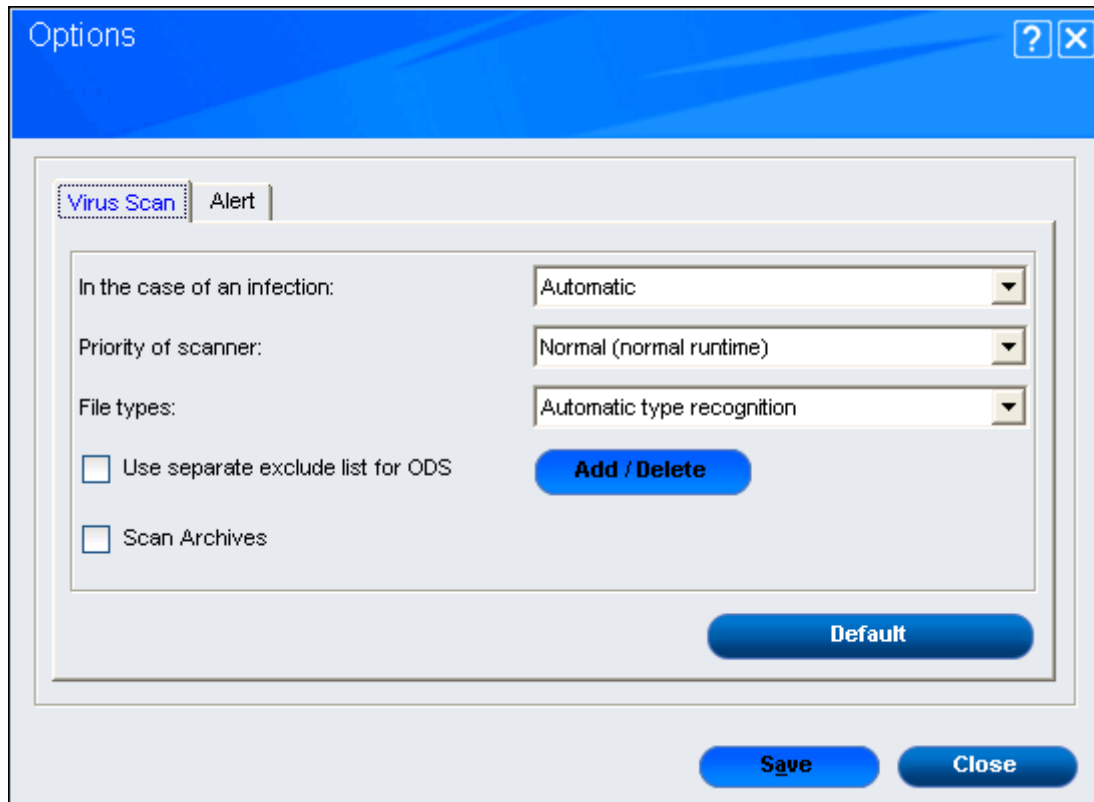 Options
Virus Scan
Alert
In the case of an infection:
Automatic
Priority of scanner:
Normal (normal runtime)
File types:
Automatic type recognition
Use separate exclude list for ODS
Add / Delete
Scan Archives
Default
Save
Close